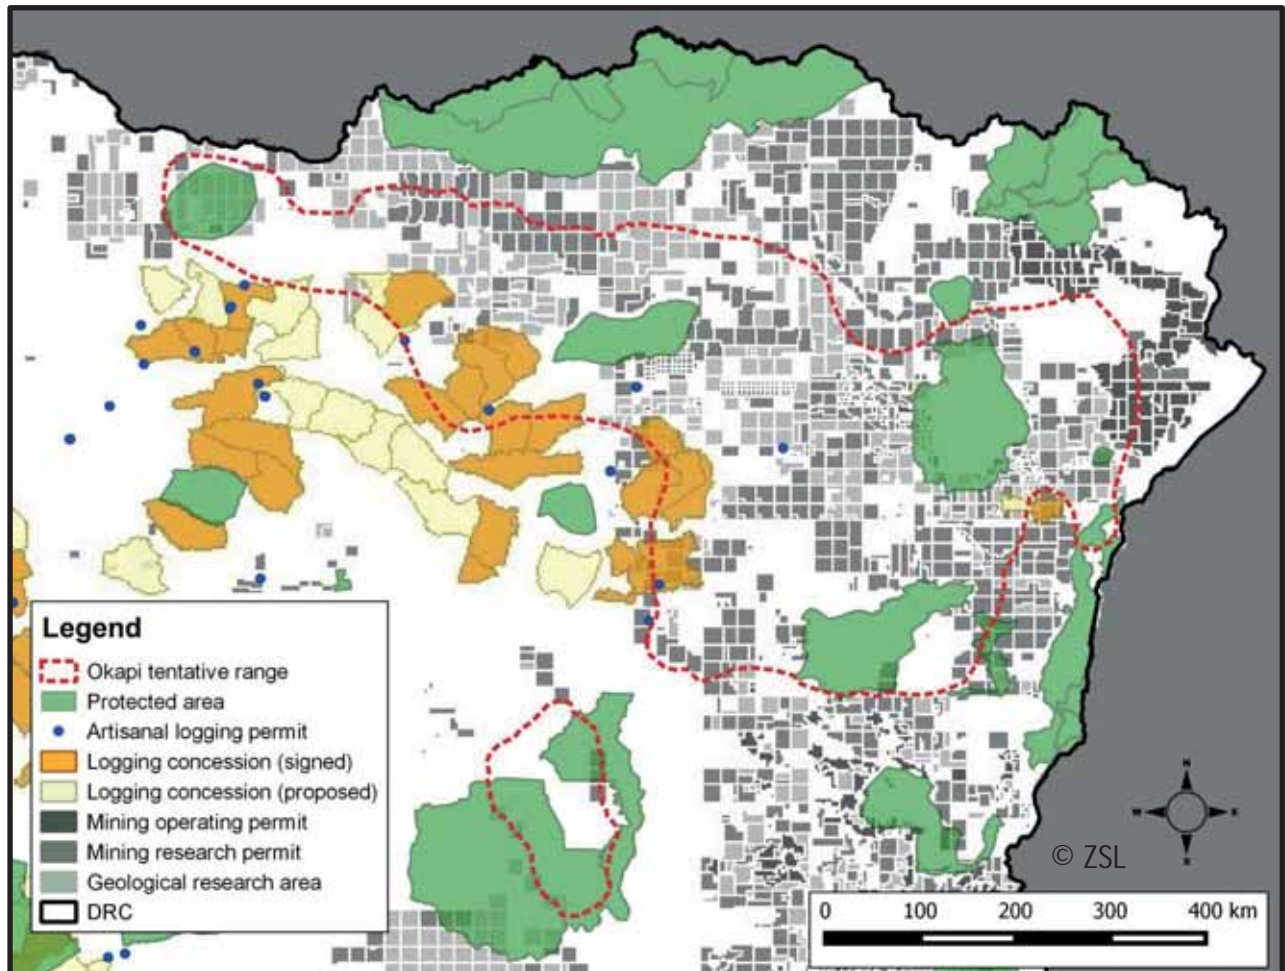 Legend
Okapi tentative range
Protected area
Artisanal logging permit
Logging concession (signed)
Logging concession (proposed)
Mining operating permit
Mining research permit
Geological research area
DRC
N
W E
S
© ZSL
0 100 200 300 400 km